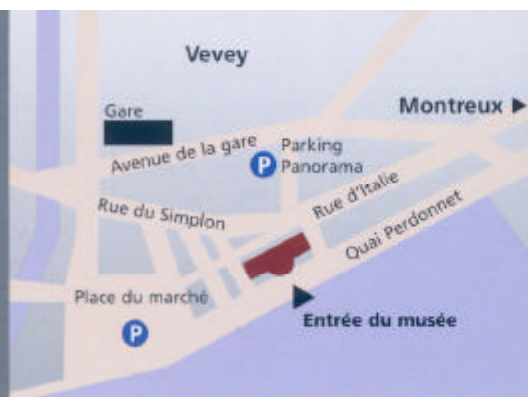 Vevey
Gare
Montreux
Avenue de la gare
P
Parking
Panorama
Rue d'Italie
Rue du Simplon
Quai Perdonnet
Place du marché
P
Entrée du musée